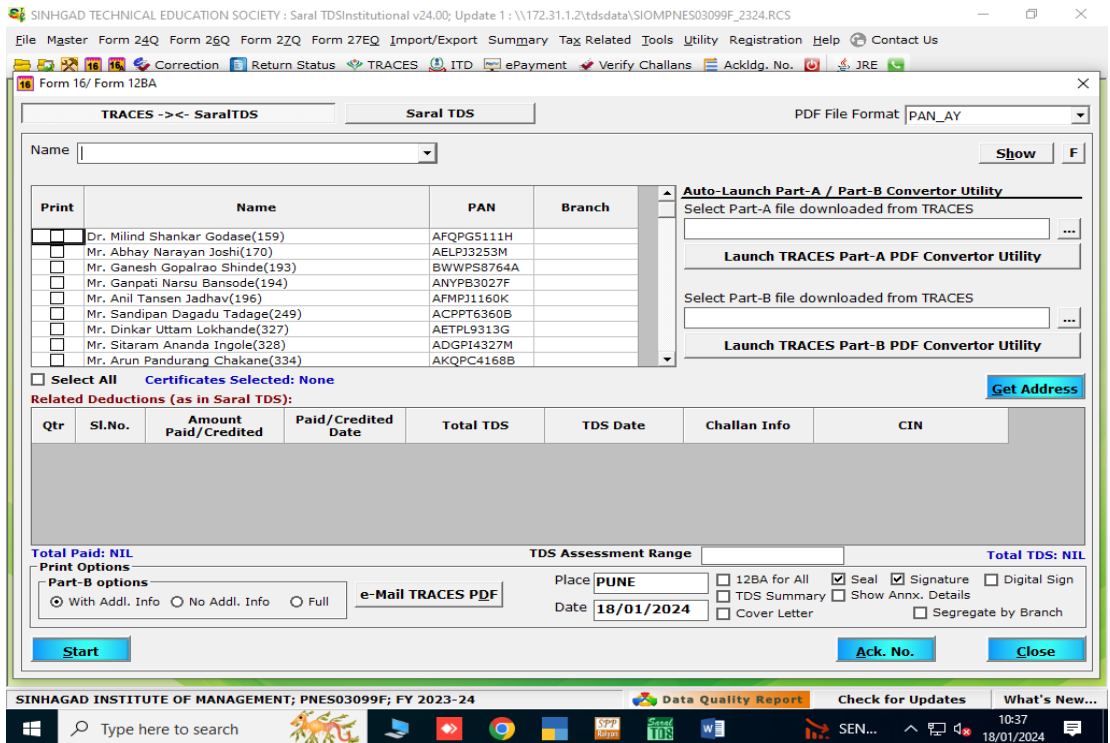 SINHGAD TECHNICAL EDUCATION SOCIETY : Saral TDSInstitutional v24.00; Update 1 : \\172.31.1.2\tdsdata\SIOMPNES03099F_2324.RCS
File Master Form 24Q Form 26Q Form 27Q Form 27EQ Import/Export Summary Tax Related Tools Utility Registration Help Contact Us
16 16A Correction Return Status TRACES ITD ePayment Verify Challans Ackldg. No. JRE
16 Form 16/ Form 12BA
TRACES -><- SaralTDS Saral TDS PDF File Format PAN_AY
Name Show F
Auto-Launch Part-A / Part-B Convertor Utility
Print Name PAN Branch
Select Part-A file downloaded from TRACES
...
Dr. Milind Shankar Godase(159) AFQPG5111H
Mr. Abhay Narayan Joshi(170) AELPJ3253M
Launch TRACES Part-A PDF Convertor Utility
Mr. Ganesh Gopalrao Shinde(193) BWWPS8764A
Mr. Ganpati Narsu Bansode(194) ANYPB3027F
Mr. Anil Tansen Jadhav(196) AFMPJ1160K
Select Part-B file downloaded from TRACES
Mr. Sandipan Dagadu Tadage(249) ACPPT6360B
...
Mr. Dinkar Uttam Lokhande(327) AETPL9313G
Mr. Sitaram Ananda Ingole(328) ADGPI4327M
Launch TRACES Part-B PDF Convertor Utility
Mr. Arun Pandurang Chakane(334) AKQPC4168B
Select All Certificates Selected: None
Get Address
Related Deductions (as in Saral TDS):
Qtr Sl.No. Amount Paid/Credited Paid/Credited Date Total TDS TDS Date Challan Info CIN
Total Paid: NIL TDS Assessment Range Total TDS: NIL
Print Options
Part-B options
With Addl. Info No Addl. Info Full
e-Mail TRACES PDF
Place PUNE
12BA for All Seal Signature Digital Sign
TDS Summary Show Annx. Details
Date 18/01/2024
Cover Letter Segregate by Branch
Start Ack. No. Close
SINHAGAD INSTITUTE OF MANAGEMENT; PNES03099F; FY 2023-24 Data Quality Report Check for Updates What's New...
Type here to search SPP Saral TDS W SEN... 10:37
18/01/2024